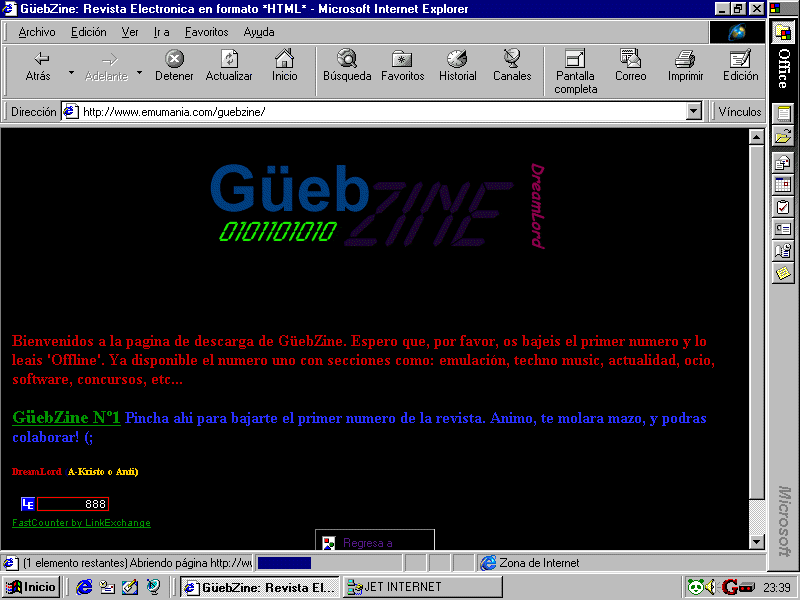 GüebZine: Revista Electronica en formato *HTML* - Microsoft Internet Explorer
Archivo Edición Ver Ir a Favoritos Ayuda
Atrás Adelante Detener Actualizar Inicio Búsqueda Favoritos Historial Canales Pantalla completa Correo Imprimir Edición
Office
Dirección http://www.emumania.com/guebzine/ Vínculos
Güeb ZINE
DreamLord
0101101010
Bienvenidos a la pagina de descarga de GüebZine. Espero que, por favor, os bajeis el primer numero y lo
leais 'Offline'. Ya disponible el numero uno con secciones como: emulación, techno music, actualidad, ocio,
software, concursos, etc...
GüebZine Nº1 Pincha ahi para bajarte el primer numero de la revista. Animo, te molara mazo, y podras
colaborar! (;
DreamLord A-Kristo o Anti)
LE 888
FastCounter by LinkExchange
Regresa a
Microsoft
(1 elemento restantes) Abriendo página http://ww
Zona de Internet
Inicio GüebZine: Revista El... JET INTERNET 23:39